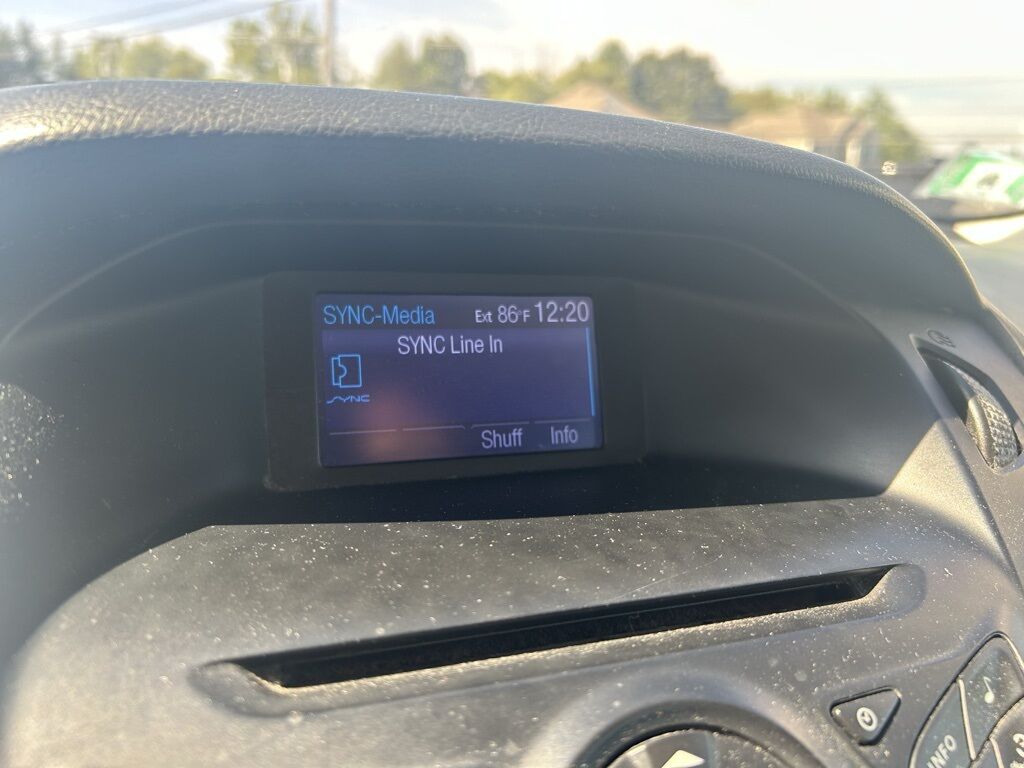 SYNC-Media Ext 86°F 12:20
SYNC Line In
SYNC
Shuff Info
INFO